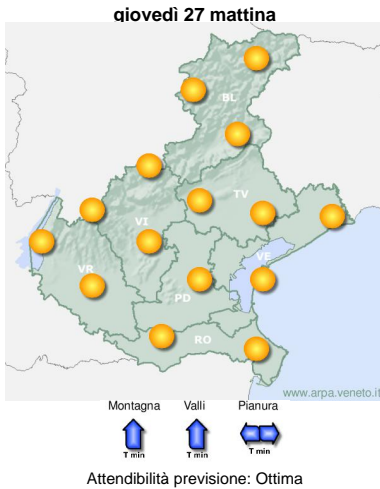 giovedì 27 mattina
BL
TV
VI
VE
VR
PD
RO
www.arpa.veneto.it
Montagna Valli Pianura
T min T min T min
Attendibilità previsione: Ottima